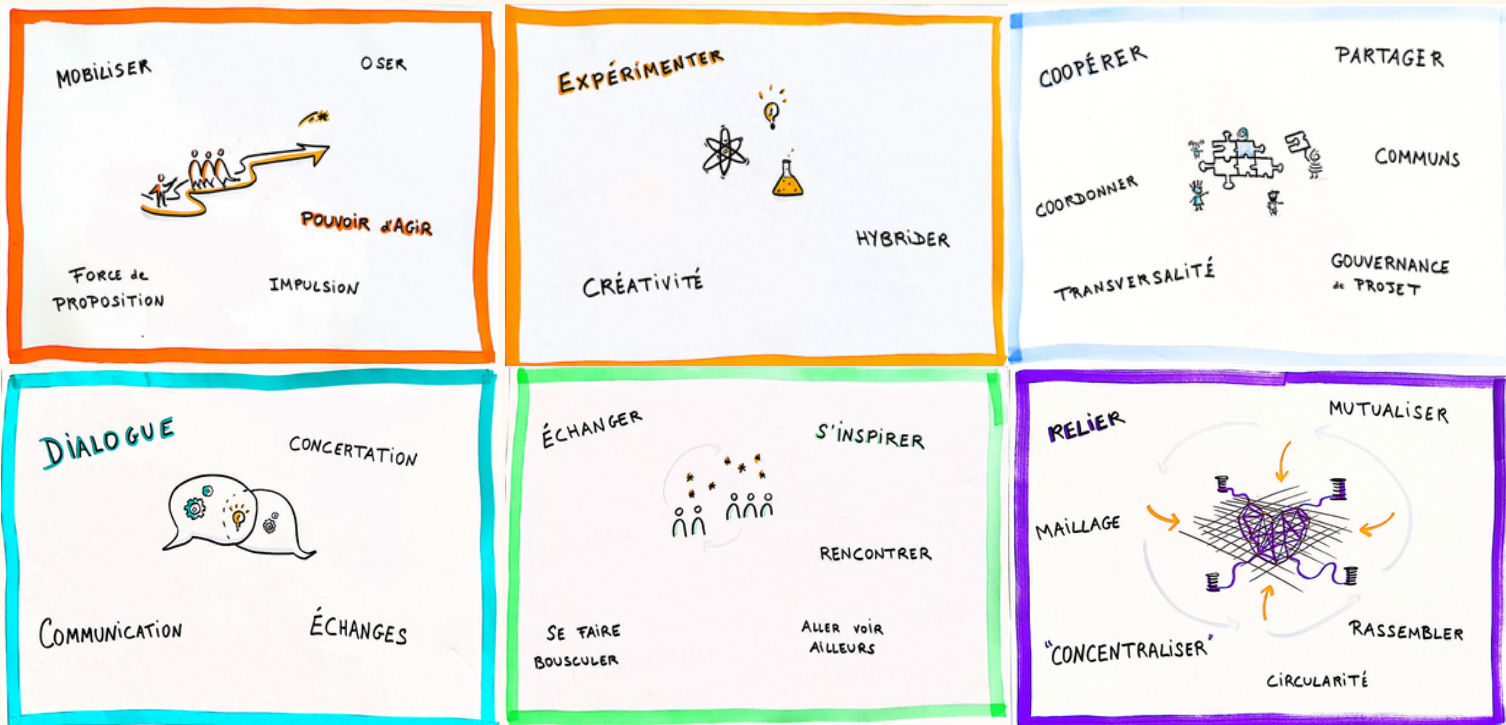 MOBILISER
OSER
POUVOIR d'AGIR
FORCE de
PROPOSITION
IMPULSION
EXPÉRIMENTER
HYBRIDER
CRÉATIVITÉ
COOPÉRER
PARTAGER
COMMUNS
COORDONNER
TRANSVERSALITÉ
GOUVERNANCE
de PROJET
DIALOGUE
CONCERTATION
COMMUNICATION
ÉCHANGES
ÉCHANGER
S'INSPIRER
RENCONTRER
SE FAIRE
BOUSCULER
ALLER VOIR
AILLEURS
RELIER
MUTUALISER
MAILLAGE
RASSEMBLER
"CONCENTRALISER"
CIRCULARITÉ